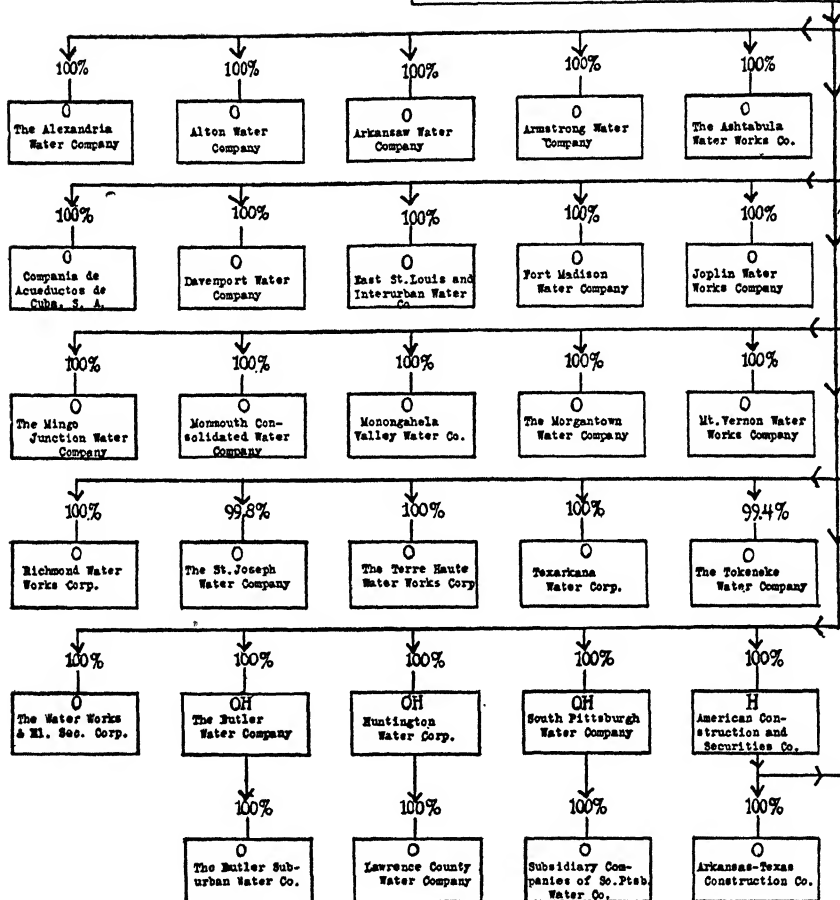 100% 100% 100% 100% 100%
O O O O O
The Alexandria
Water Company
Alton Water
Company
Arkansaw Water
Company
Armstrong Water
Company
The Ashtabula
Water Works Co.
100% 100% 100% 100% 100%
O O O O O
Compania de
Acueductos de
Cuba, S. A.
Davenport Water
Company
East St.Louis and
Interurban Water
Co.
Fort Madison
Water Company
Joplin Water
Works Company
100% 100% 100% 100% 100%
O O O O O
The Mingo
Junction Water
Company
Monmouth Con-
solidated Water
Company
Monongahela
Valley Water Co.
The Morgantown
Water Company
Mt.Vernon Water
Works Company
100% 99.8% 100% 100% 99.4%
O O O O O
Richmond Water
Works Corp.
The St.Joseph
Water Company
The Terre Haute
Water Works Corp
Texarkana
Water Corp.
The Tokeneke
Water Company
100% 100% 100% 100% 100%
O OH OH OH H
The Water Works
& El. Sec. Corp.
The Butler
Water Company
Huntington
Water Corp.
South Pittsburgh
Water Company
American Con-
struction and
Securities Co.
100% 100% 100% 100%
O O O O
The Butler Sub-
urban Water Co.
Lawrence County
Water Company
Subsidiary Com-
panies of So.Ptsb.
Water Co.
Arkansas-Texas
Construction Co.